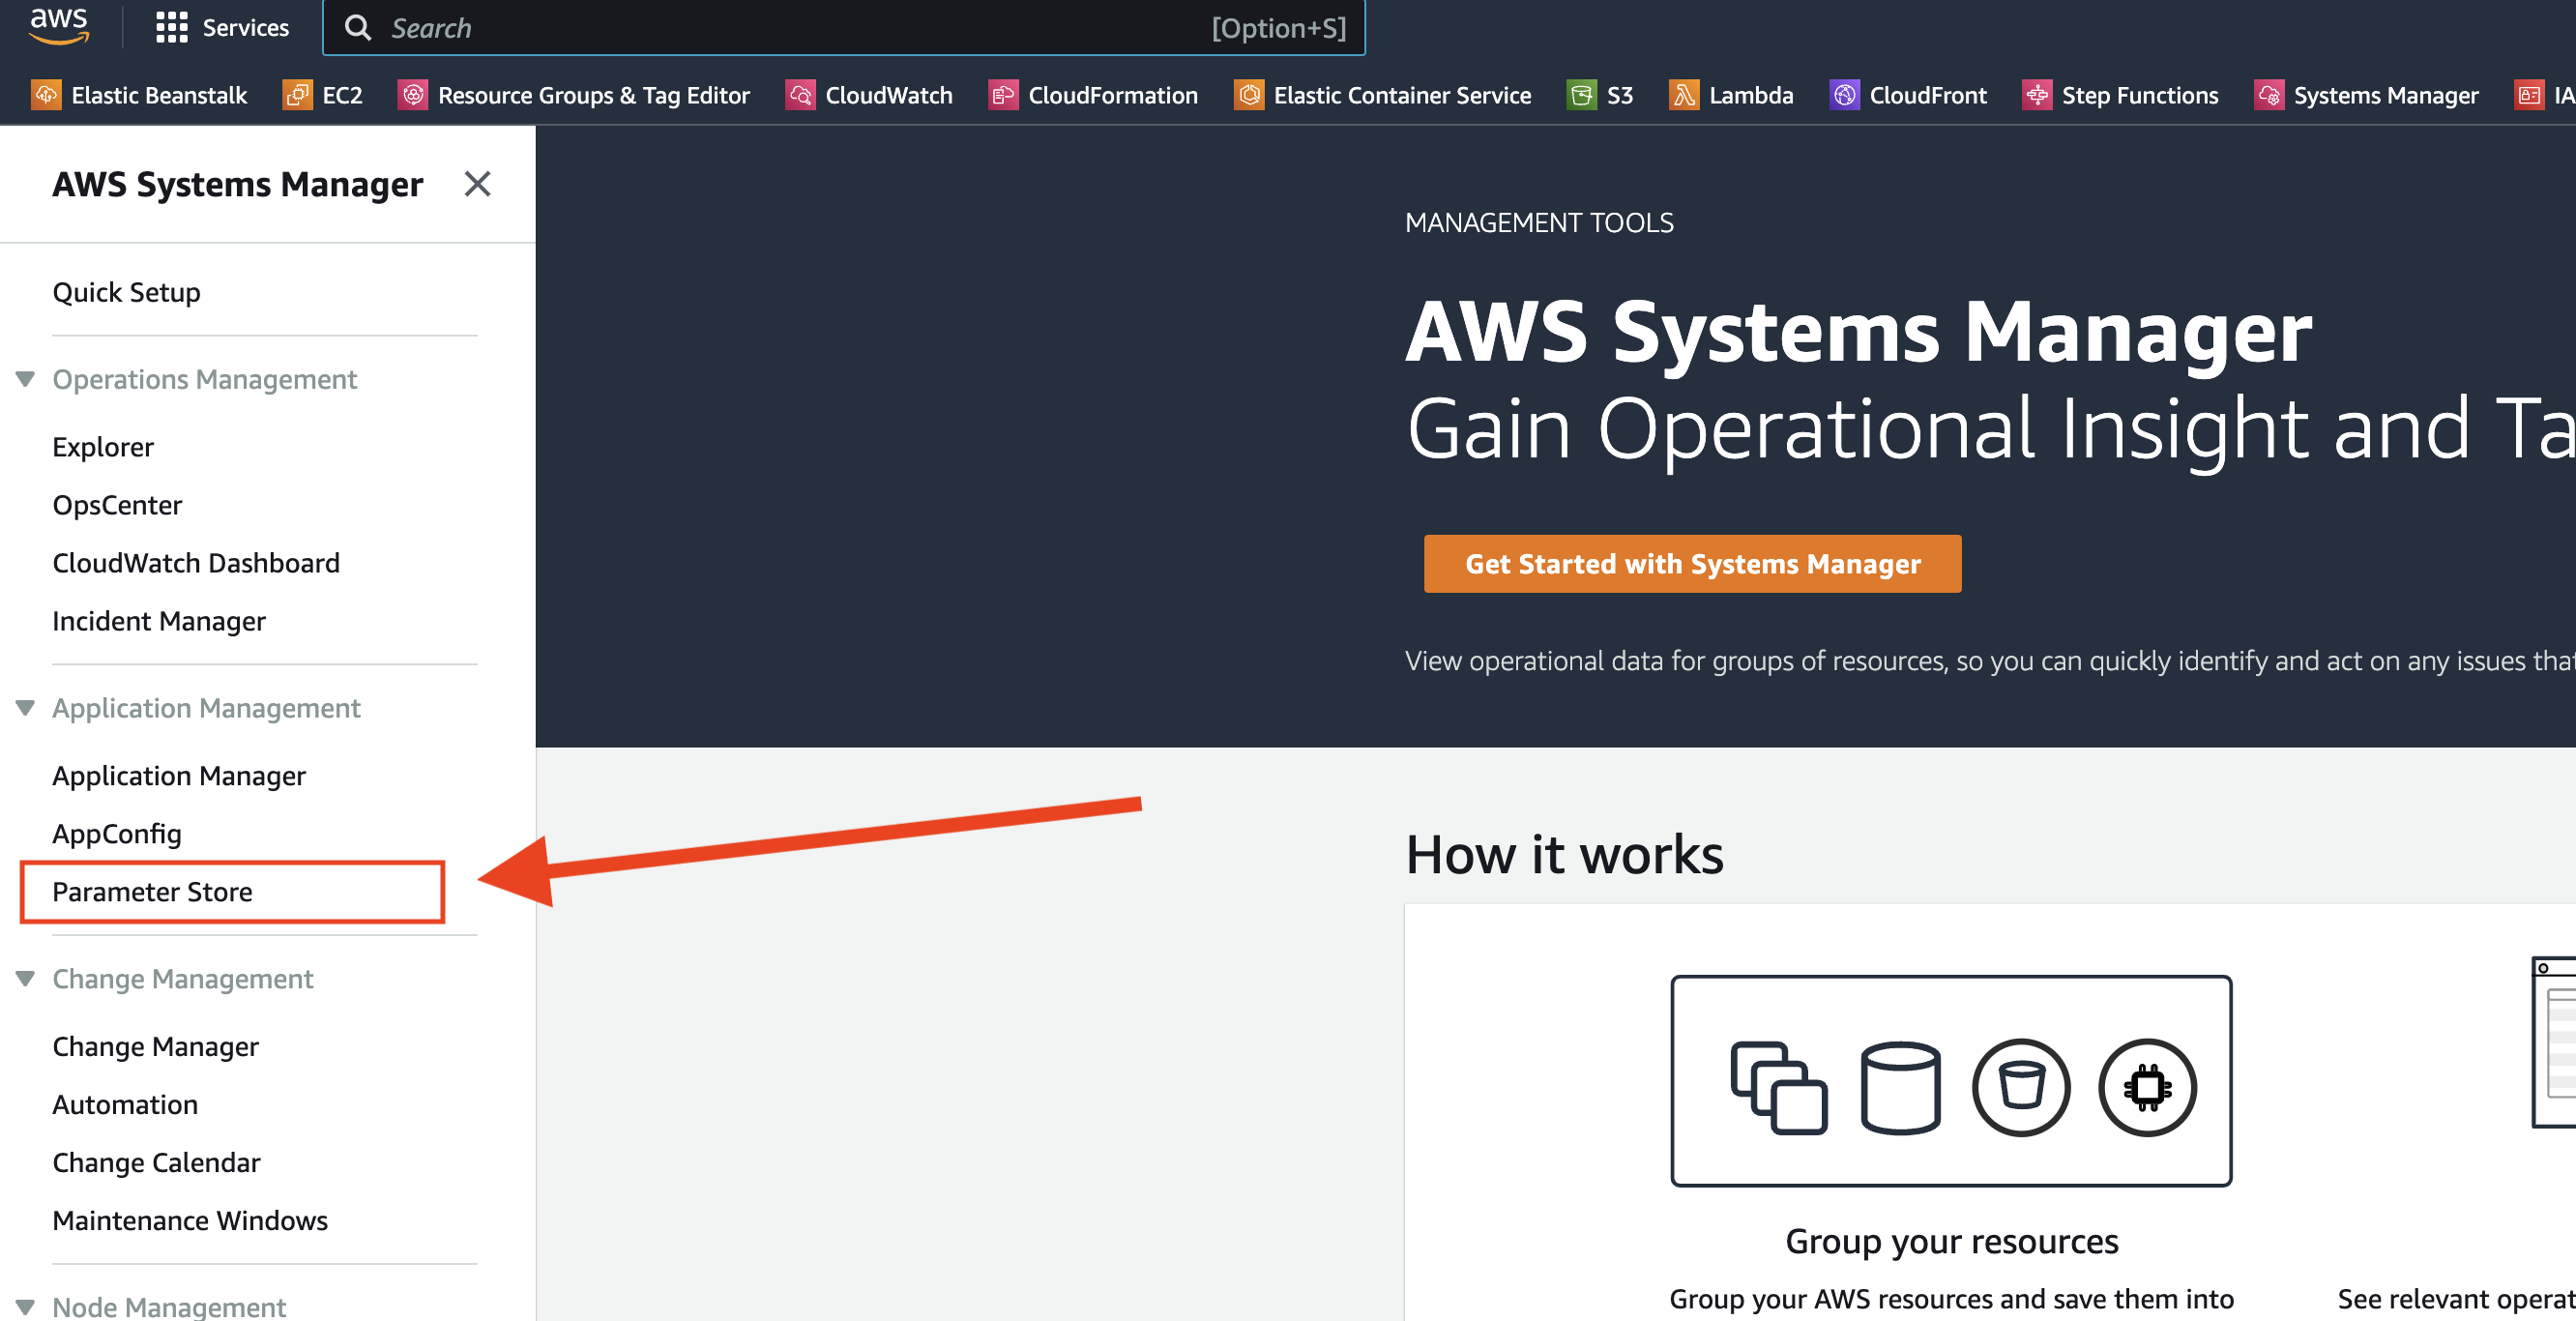 aws
Services
Search
[Option+S]
Elastic Beanstalk
EC2
Resource Groups & Tag Editor
CloudWatch
CloudFormation
Elastic Container Service
S3
Lambda
CloudFront
Step Functions
Systems Manager
IA
AWS Systems Manager
Quick Setup
Operations Management
Explorer
OpsCenter
CloudWatch Dashboard
Incident Manager
Application Management
Application Manager
AppConfig
Parameter Store
Change Management
Change Manager
Automation
Change Calendar
Maintenance Windows
Node Management
MANAGEMENT TOOLS
AWS Systems Manager
Gain Operational Insight and Ta
Get Started with Systems Manager
View operational data for groups of resources, so you can quickly identify and act on any issues that
How it works
Group your resources
Group your AWS resources and save them into
See relevant operat